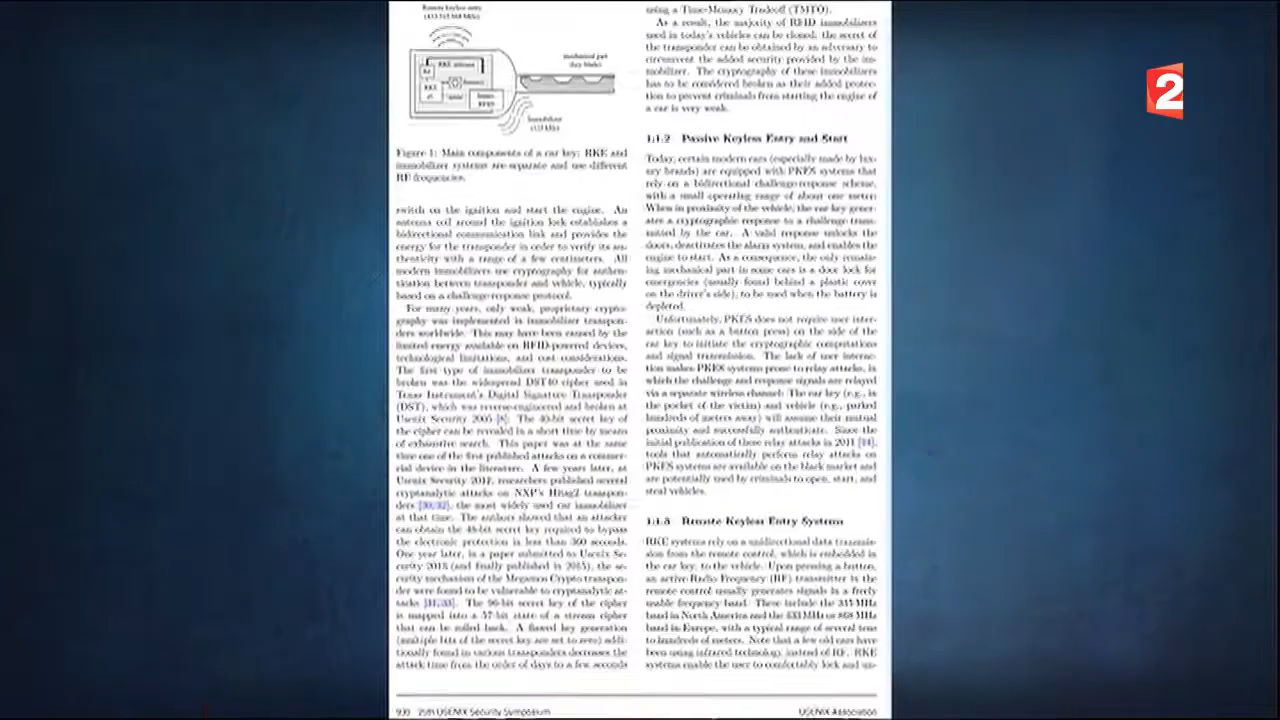 Remote keyless entry
(433/315/868 MHz)
mechanical part
(key blade)
RKE antenna
RKE
Immo.
RFID
Immobilizer
(125 kHz)
Figure 1: Main components of a car key: RKE and
immobilizer systems are separate and use different
RF frequencies.
switch on the ignition and start the engine. An
antenna coil around the ignition lock establishes a
bidirectional communication link and provides the
energy for the transponder in order to verify its au-
thenticity with a range of a few centimeters. All
modern immobilizers use cryptography for authen-
tication between transponder and vehicle, typically
based on a challenge-response protocol.
For many years, only weak, proprietary crypto-
graphy was implemented in immobilizer transpon-
ders worldwide. This may have been caused by the
limited energy available on RFID-powered devices,
technological limitations, and cost considerations.
The first type of immobilizer transponder to be
broken was the widespread DST40 cipher used in
Texas Instrument's Digital Signature Transponder
(DST), which was reverse-engineered and broken at
Usenix Security 2005 [8]. The 40-bit secret key of
the cipher can be revealed in a short time by means
of exhaustive search. This paper was at the same
time one of the first published attacks on a commer-
cial device in the literature. A few years later, at
Usenix Security 2012, researchers published several
cryptanalytic attacks on NXP's Hitag2 transpon-
ders [30, 32], the most widely used car immobilizer
at that time. The authors showed that an attacker
can obtain the 48-bit secret key required to bypass
the electronic protection in less than 360 seconds.
One year later, in a paper submitted to Usenix Se-
curity 2013 (and finally published in 2015), the se-
curity mechanism of the Megamos Crypto transpon-
der were found to be vulnerable to cryptanalytic at-
tacks [31, 33]. The 96-bit secret key of the cipher
is mapped into a 57-bit state of a stream cipher
that can be rolled back. A flawed key generation
(multiple bits of the secret key are set to zero) addi-
tionally found in various transponders decreases the
attack time from the order of days to a few seconds
using a Time-Memory Tradeoff (TMTO).
As a result, the majority of RFID immobilizers
used in today's vehicles can be cloned: the secret of
the transponder can be obtained by an adversary to
circumvent the added security provided by the im-
mobilizer. The cryptography of these immobilizers
has to be considered broken as their added protec-
tion to prevent criminals from starting the engine of
a car is very weak.
1.1.2 Passive Keyless Entry and Start
Today, certain modern cars (especially made by lux-
ury brands) are equipped with PKES systems that
rely on a bidirectional challenge-response scheme,
with a small operating range of about one meter:
When in proximity of the vehicle, the car key gener-
ates a cryptographic response to a challenge trans-
mitted by the car. A valid response unlocks the
doors, deactivates the alarm system, and enables the
engine to start. As a consequence, the only remain-
ing mechanical part in some cars is a door lock for
emergencies (usually found behind a plastic cover
on the driver's side), to be used when the battery is
depleted.
Unfortunately, PKES does not require user inter-
action (such as a button press) on the side of the
car key to initiate the cryptographic computations
and signal transmission. The lack of user interac-
tion makes PKES systems prone to relay attacks, in
which the challenge and response signals are relayed
via a separate wireless channel: The car key (e.g., in
the pocket of the victim) and vehicle (e.g., parked
hundreds of meters away) will assume their mutual
proximity and successfully authenticate. Since the
initial publication of these relay attacks in 2011 [14],
tools that automatically perform relay attacks on
PKES systems are available on the black market and
are potentially used by criminals to open, start, and
steal vehicles.
1.1.3 Remote Keyless Entry Systems
RKE systems rely on a unidirectional data transmis-
sion from the remote control, which is embedded in
the car key, to the vehicle. Upon pressing a button,
an active Radio Frequency (RF) transmitter in the
remote control usually generates signals in a freely
usable frequency band. These include the 315 MHz
band in North America and the 433 MHz or 868 MHz
band in Europe, with a typical range of several tens
to hundreds of meters. Note that a few old cars have
been using infrared technology instead of RF. RKE
systems enable the user to comfortably lock and un-
930 25th USENIX Security Symposium
USENIX Association
2